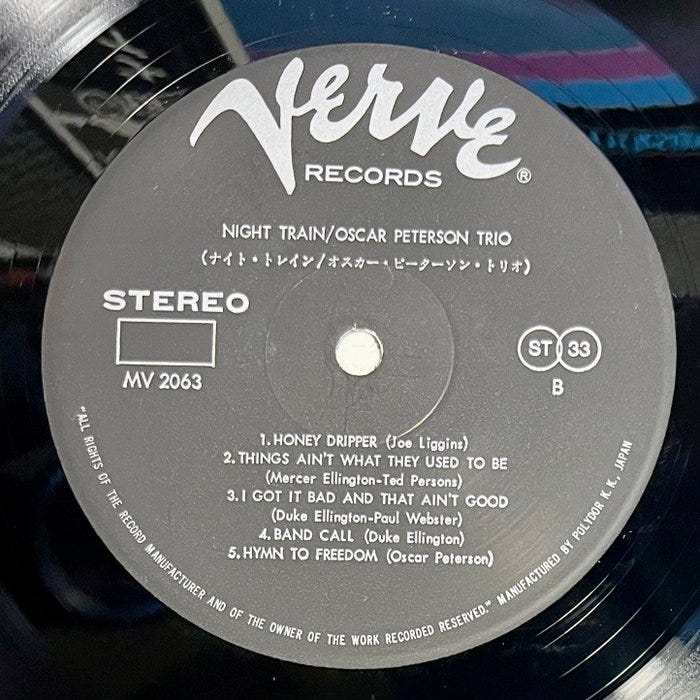 Verve
RECORDS ®
NIGHT TRAIN/OSCAR PETERSON TRIO
(ナイト・トレイン/オスカー・ピーターソン・トリオ)
STEREO
MV 2063
ST 33
B
1. HONEY DRIPPER (Joe Liggins)
2. THINGS AIN'T WHAT THEY USED TO BE
(Mercer Ellington-Ted Persons)
3. I GOT IT BAD AND THAT AIN'T GOOD
(Duke Ellington-Paul Webster)
4. BAND CALL (Duke Ellington)
5. HYMN TO FREEDOM (Oscar Peterson)
"ALL RIGHTS OF THE RECORD MANUFACTURER AND OF THE OWNER OF THE WORK RECORDED RESERVED." MANUFACTURED BY POLYDOR K. K., JAPAN